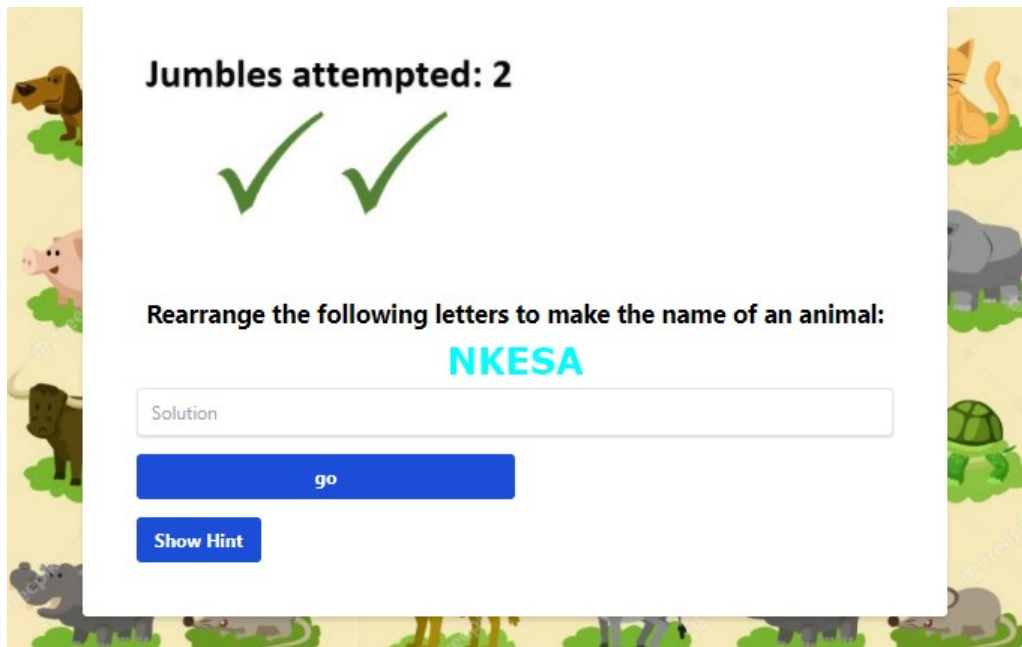 Jumbles attempted: 2
Rearrange the following letters to make the name of an animal:
NKESA
Solution
go
Show Hint